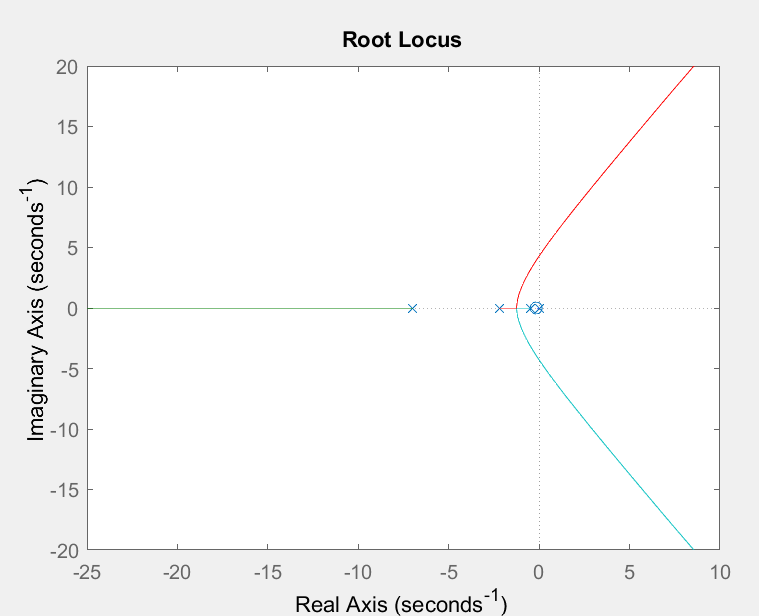 Root Locus
20
15
10
5
0
-5
-10
-15
-20
Imaginary Axis (seconds-1)
-25 -20 -15 -10 -5 0 5 10
Real Axis (seconds-1)